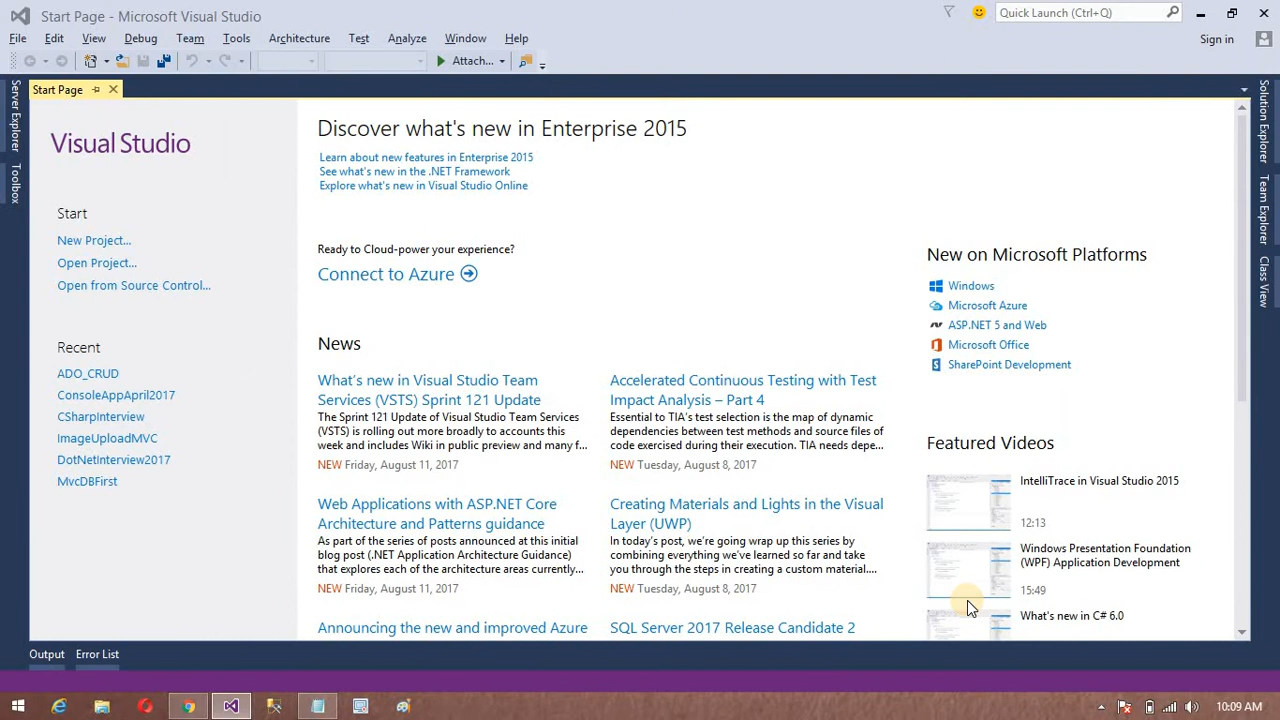 Start Page - Microsoft Visual Studio
Quick Launch (Ctrl+Q)
File Edit View Debug Team Tools Architecture Test Analyze Window Help
Sign in
Attach...
Start Page
Server Explorer
Toolbox
Solution Explorer
Team Explorer
Class View
Visual Studio
Start
New Project...
Open Project...
Open from Source Control...
Recent
ADO_CRUD
ConsoleAppApril2017
CSharpInterview
ImageUploadMVC
DotNetInterview2017
MvcDBFirst
Discover what's new in Enterprise 2015
Learn about new features in Enterprise 2015
See what's new in the .NET Framework
Explore what's new in Visual Studio Online
Ready to Cloud-power your experience?
Connect to Azure
News
What's new in Visual Studio Team
Services (VSTS) Sprint 121 Update
The Sprint 121 Update of Visual Studio Team Services
(VSTS) is rolling out more broadly to accounts this
week and includes Wiki in public preview and many f...
NEW Friday, August 11, 2017
Accelerated Continuous Testing with Test
Impact Analysis – Part 4
Essential to TIA's test selection is the map of dynamic
dependencies between test methods and source files of
code exercised during their execution. TIA needs depe...
NEW Tuesday, August 8, 2017
Web Applications with ASP.NET Core
Architecture and Patterns guidance
As part of the series of posts announced at this initial
blog post (.NET Application Architecture Guidance)
that explores each of the architecture areas currently...
NEW Tuesday, August 8, 2017
Creating Materials and Lights in the Visual
Layer (UWP)
In today's post, we're going wrap up this series by
combining everything we've learned so far and take
you through the steps in creating a custom material....
NEW Tuesday, August 8, 2017
Announcing the new and improved Azure
SQL Server 2017 Release Candidate 2
New on Microsoft Platforms
Windows
Microsoft Azure
ASP.NET 5 and Web
Microsoft Office
SharePoint Development
Featured Videos
IntelliTrace in Visual Studio 2015
12:13
Windows Presentation Foundation
(WPF) Application Development
15:49
What's new in C# 6.0
Output Error List
10:09 AM